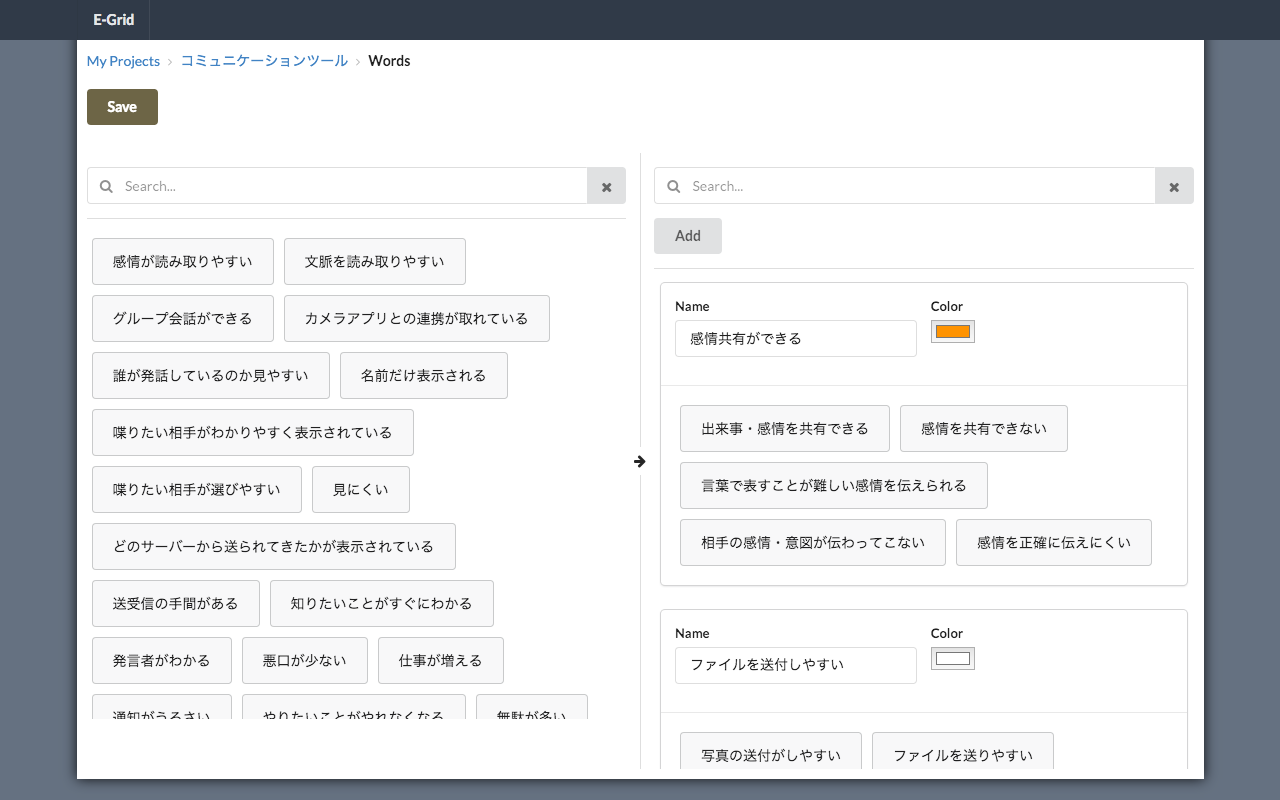 E-Grid
My Projects › コミュニケーションツール › Words
Save
Search...
感情が読み取りやすい 文脈を読み取りやすい
グループ会話ができる カメラアプリとの連携が取れている
誰が発話しているのか見やすい 名前だけ表示される
喋りたい相手がわかりやすく表示されている
喋りたい相手が選びやすい 見にくい
どのサーバーから送られてきたかが表示されている
送受信の手間がある 知りたいことがすぐにわかる
発言者がわかる 悪口が少ない 仕事が増える
通知がうるさい やりたいことがやれなくなる 無駄が多い
Search...
Add
Name Color
感情共有ができる
出来事・感情を共有できる 感情を共有できない
言葉で表すことが難しい感情を伝えられる
相手の感情・意図が伝わってこない 感情を正確に伝えにくい
Name Color
ファイルを送付しやすい
写真の送付がしやすい ファイルを送りやすい